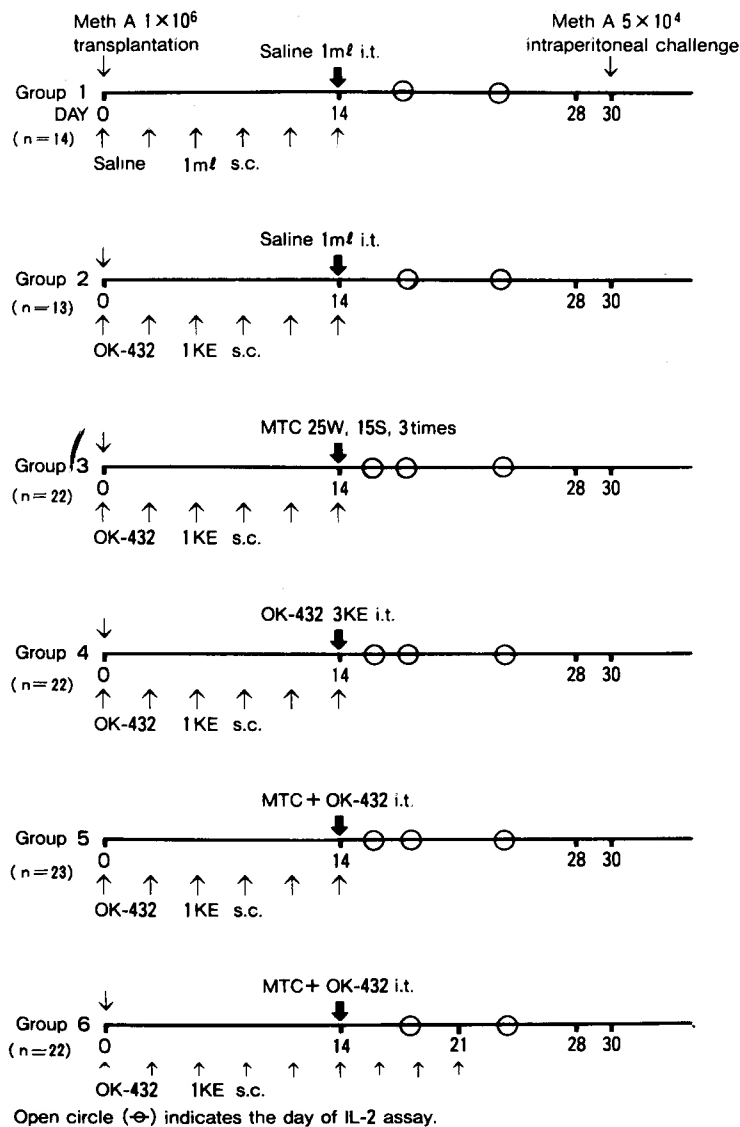 Meth A 1×10⁶
transplantation
Saline 1mℓ i.t.
Meth A 5×10⁴
intraperitoneal challenge
Group 1
DAY 0 14 28 30
(n=14)
Saline 1mℓ s.c.
Saline 1mℓ i.t.
Group 2
(n=13)
0 14 28 30
OK-432 1KE s.c.
MTC 25W, 15S, 3times
Group 3
(n=22)
0 14 28 30
OK-432 1KE s.c.
OK-432 3KE i.t.
Group 4
(n=22)
0 14 28 30
OK-432 1KE s.c.
MTC+OK-432 i.t.
Group 5
(n=23)
0 14 28 30
OK-432 1KE s.c.
MTC+OK-432 i.t.
Group 6
(n=22)
0 14 21 28 30
OK-432 1KE s.c.
Open circle (-o-) indicates the day of IL-2 assay.